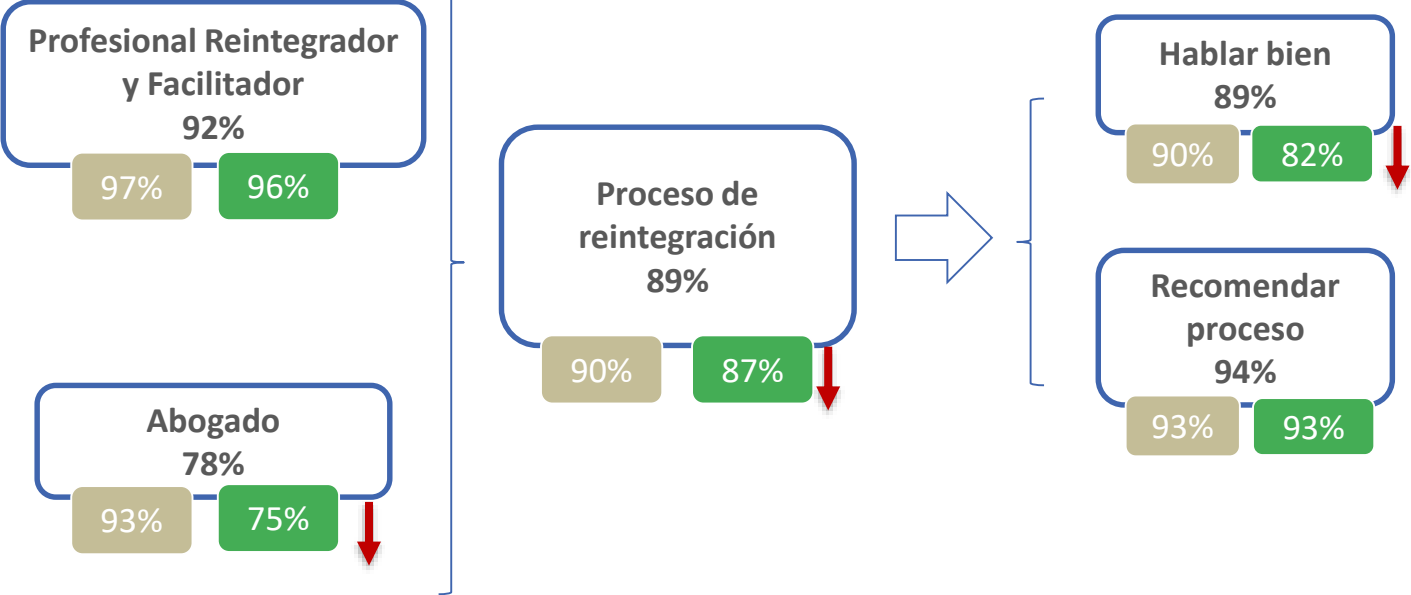 Profesional Reintegrador
y Facilitador
92%
97% 96%
Abogado
78%
93% 75%
Proceso de
reintegración
89%
90% 87%
Hablar bien
89%
90% 82%
Recomendar
proceso
94%
93% 93%